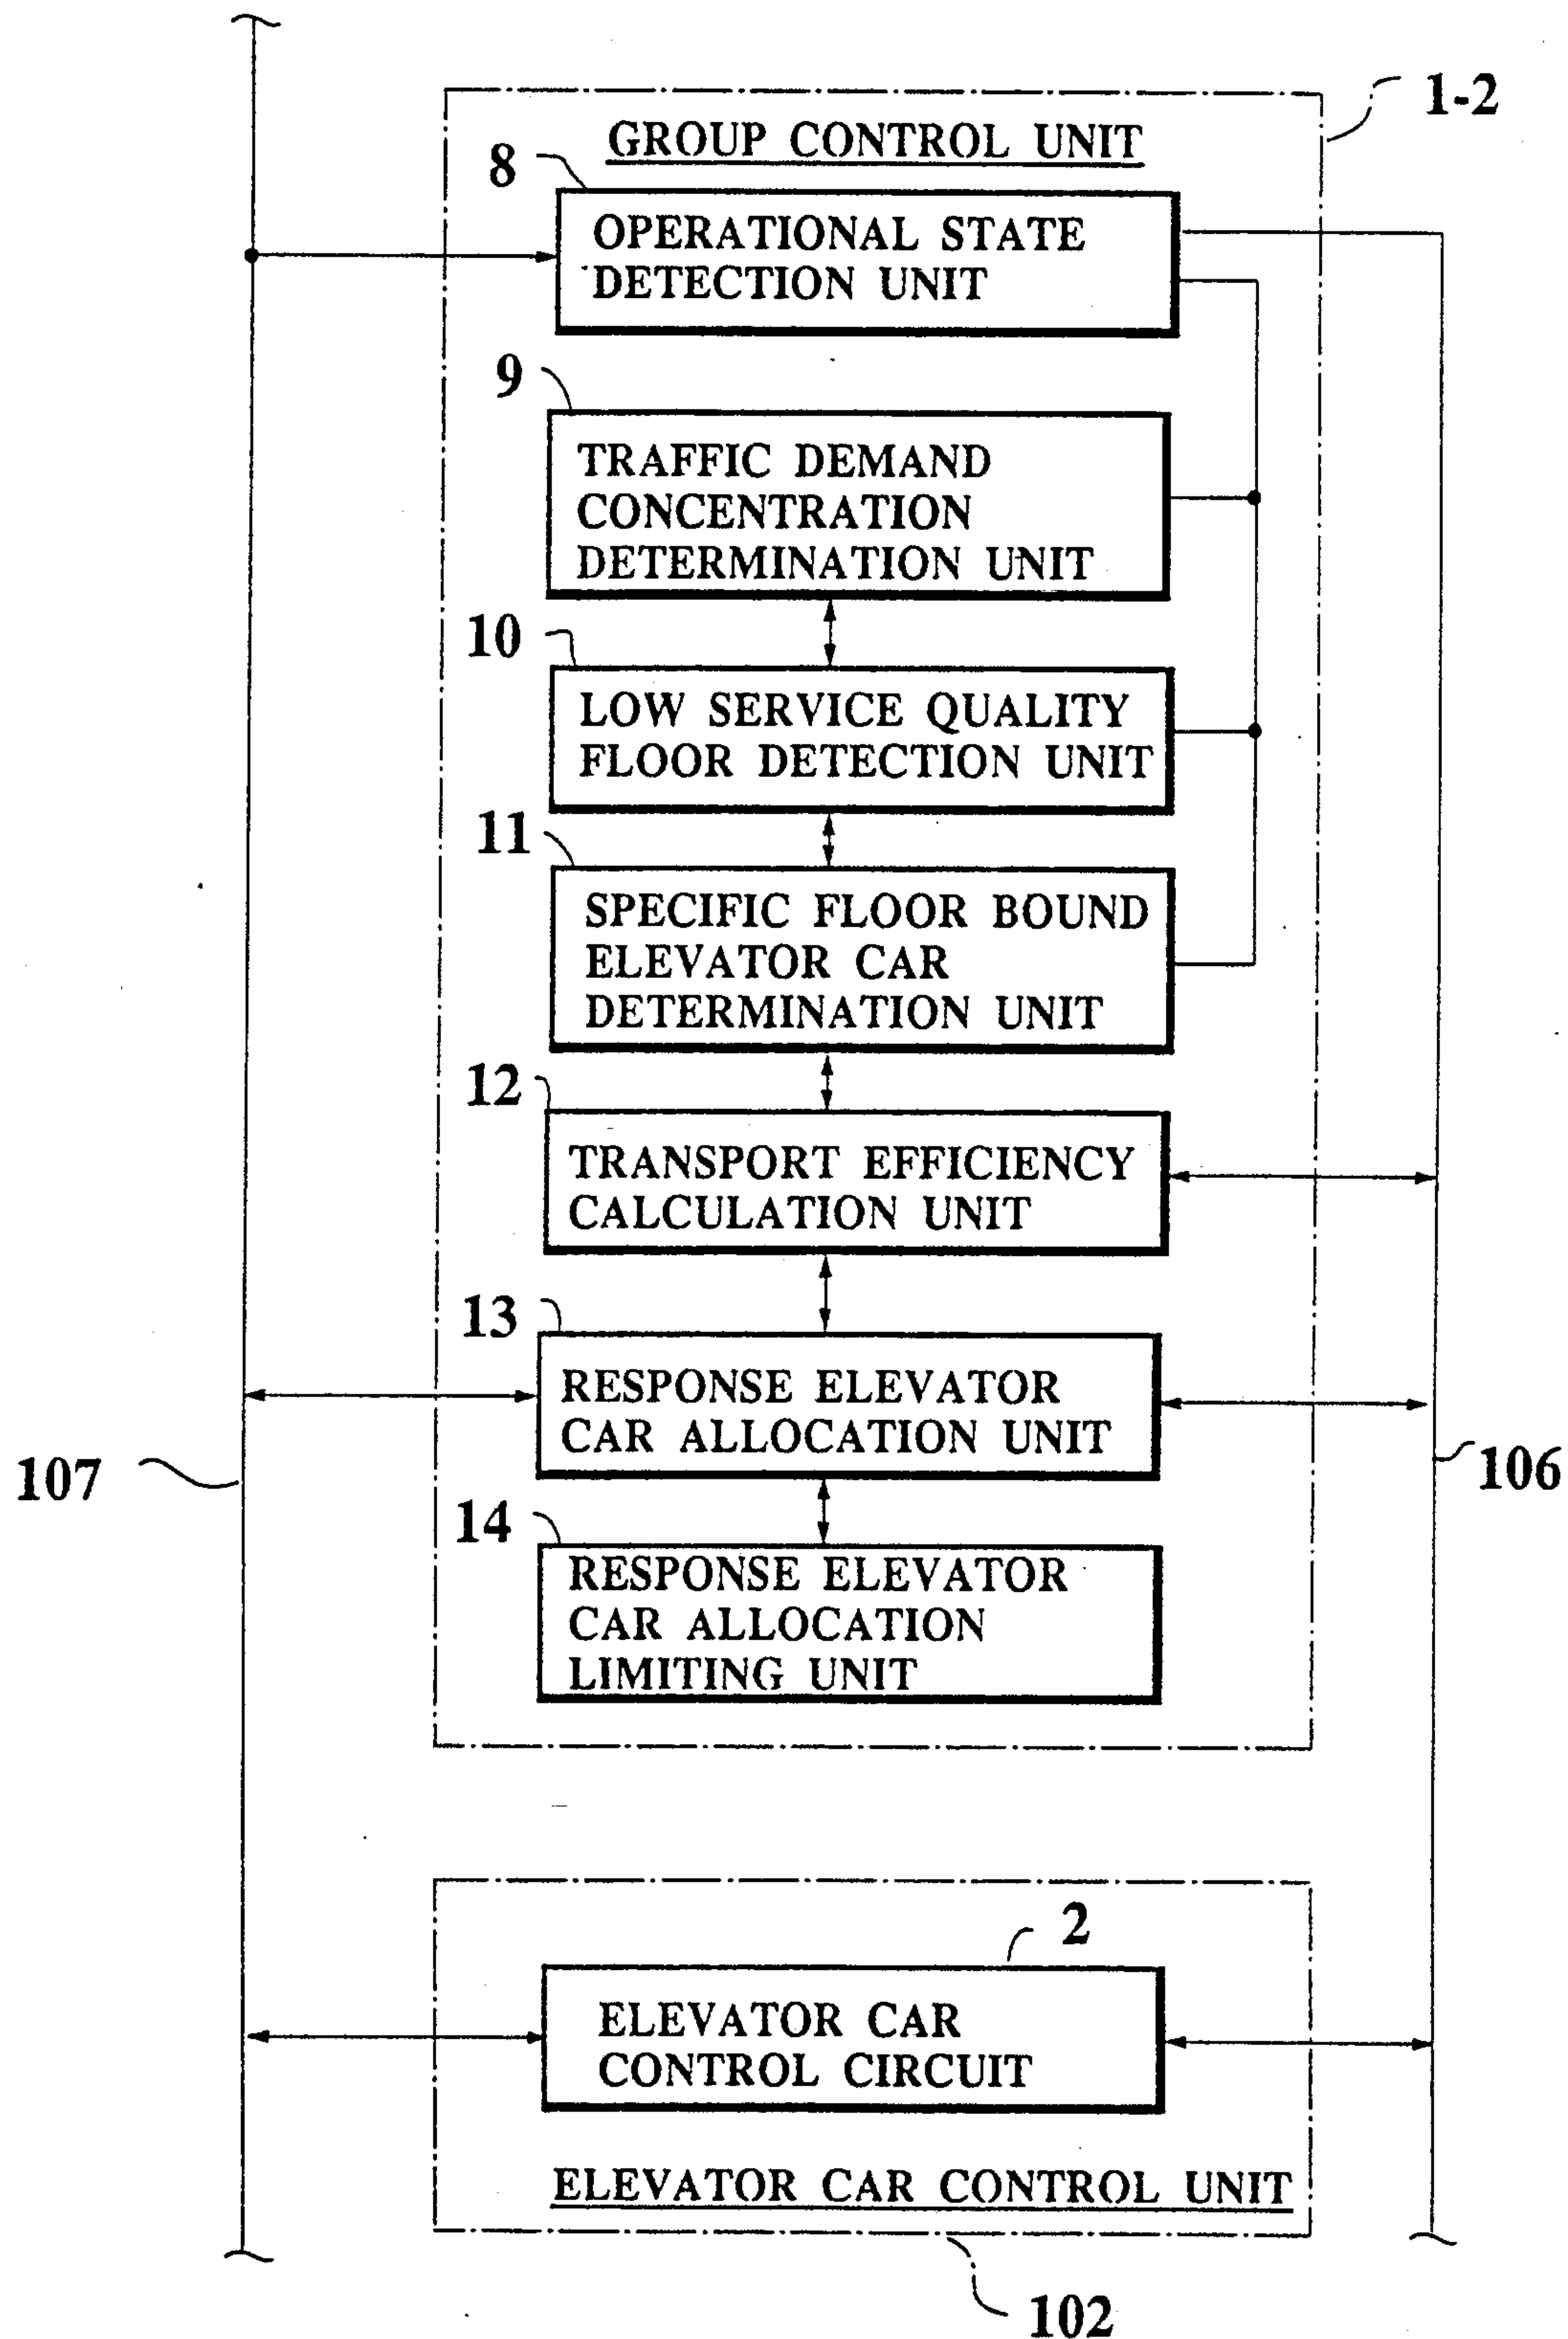 1-2
GROUP CONTROL UNIT
8
OPERATIONAL STATE
DETECTION UNIT
9
TRAFFIC DEMAND
CONCENTRATION
DETERMINATION UNIT
10
LOW SERVICE QUALITY
FLOOR DETECTION UNIT
11
SPECIFIC FLOOR BOUND
ELEVATOR CAR
DETERMINATION UNIT
12
TRANSPORT EFFICIENCY
CALCULATION UNIT
13
RESPONSE ELEVATOR
CAR ALLOCATION UNIT
107
106
14
RESPONSE ELEVATOR
CAR ALLOCATION
LIMITING UNIT
2
ELEVATOR CAR
CONTROL CIRCUIT
ELEVATOR CAR CONTROL UNIT
102